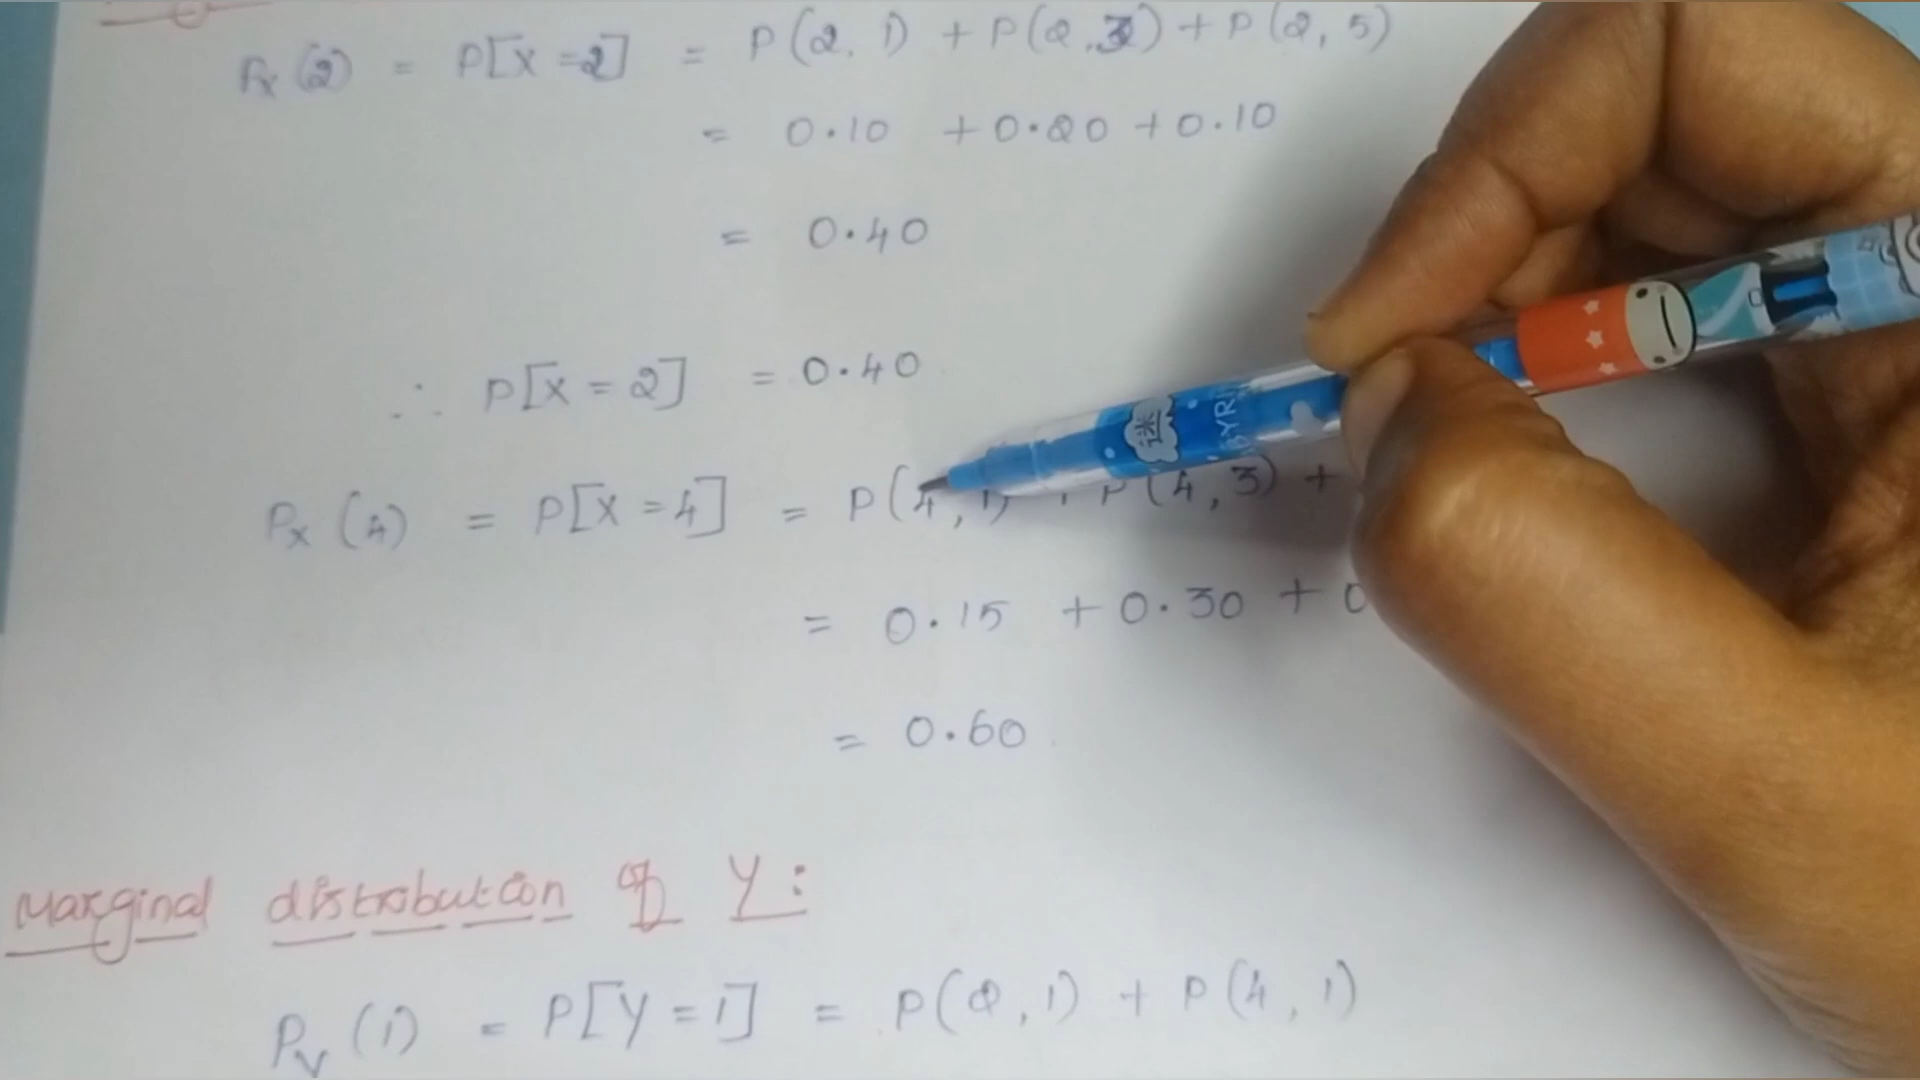 Px (2) = P[X = 2] = P(2, 1) + P(2, 3) + P(2, 5)
= 0.10 + 0.20 + 0.10
= 0.40
∴ P[X = 2] = 0.40
Px (4) = P[X = 4] = P(4, 1) + P(4, 3) +
= 0.15 + 0.30 + 0
= 0.60
Marginal distribution of Y:
PY (1) = P[Y = 1] = P(2, 1) + P(4, 1)
谜